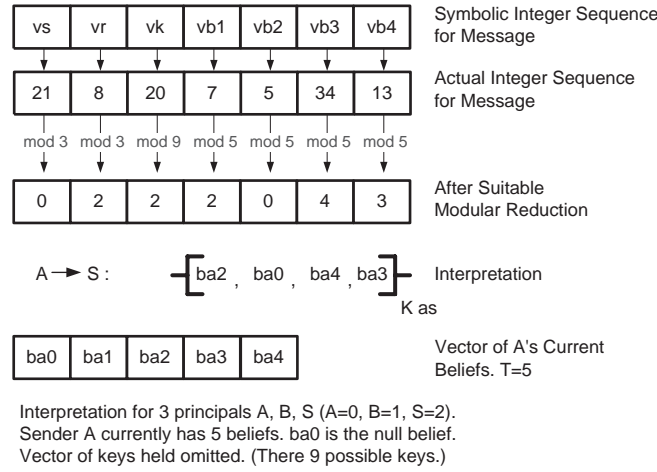 vs vr vk vb1 vb2 vb3 vb4
Symbolic Integer Sequence
for Message
21 8 20 7 5 34 13
Actual Integer Sequence
for Message
mod 3 mod 3 mod 9 mod 5 mod 5 mod 5 mod 5
0 2 2 2 0 4 3
After Suitable
Modular Reduction
A S : ba2 , ba0 , ba4 , ba3
Interpretation
K as
ba0 ba1 ba2 ba3 ba4
Vector of A's Current
Beliefs. T=5
Interpretation for 3 principals A, B, S (A=0, B=1, S=2).
Sender A currently has 5 beliefs. ba0 is the null belief.
Vector of keys held omitted. (There 9 possible keys.)